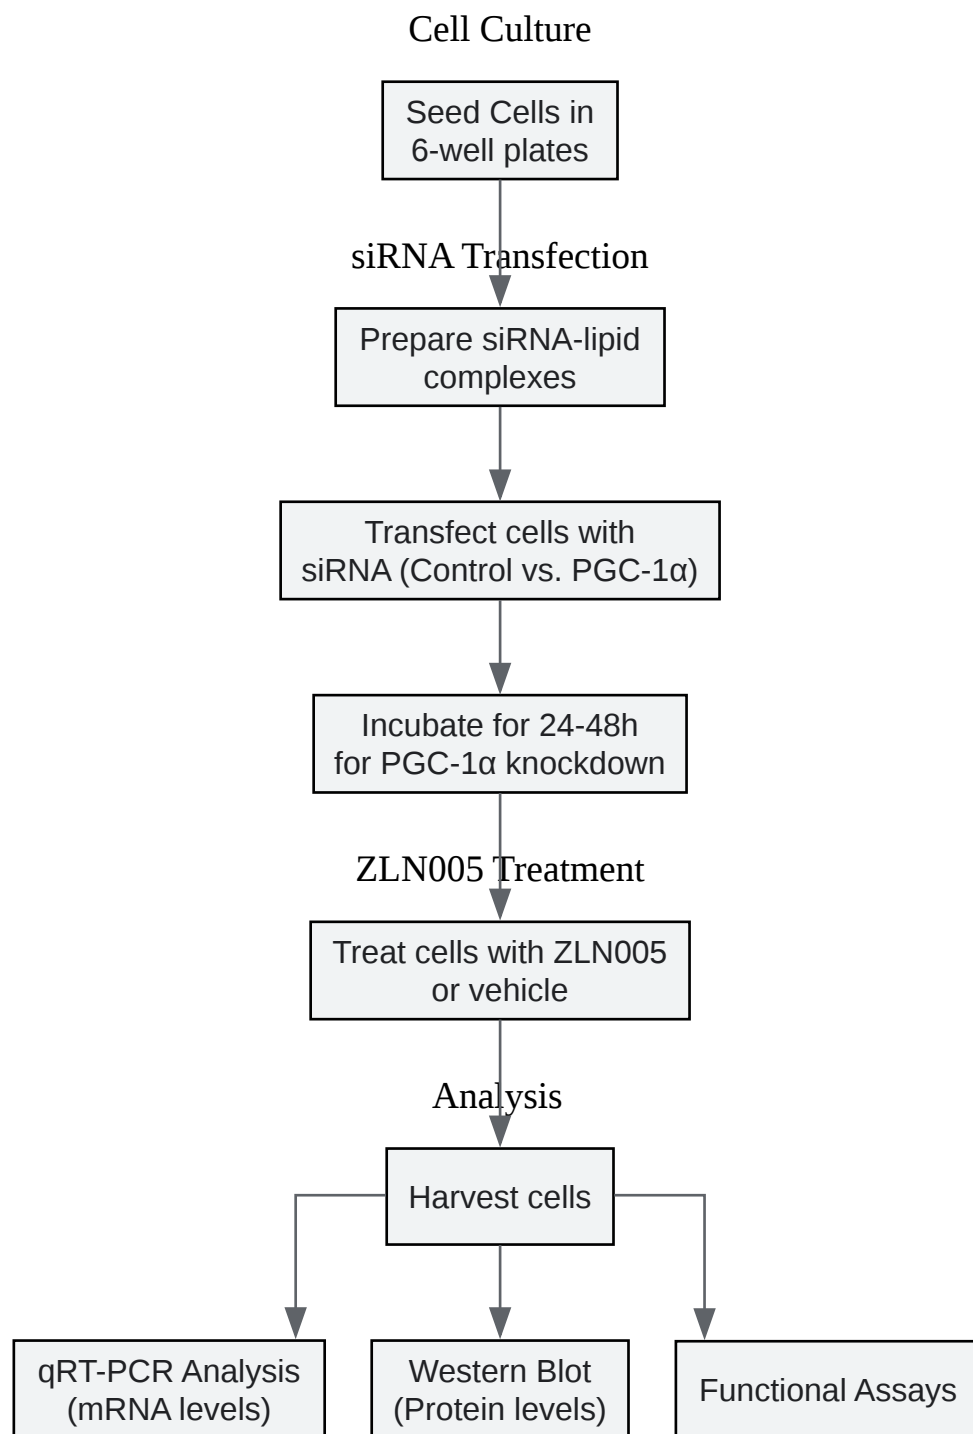 Cell Culture
Seed Cells in
6-well plates
siRNA Transfection
Prepare siRNA-lipid
complexes
Transfect cells with
siRNA (Control vs. PGC-1α)
Incubate for 24-48h
for PGC-1α knockdown
ZLN005 Treatment
Treat cells with ZLN005
or vehicle
Analysis
Harvest cells
qRT-PCR Analysis
(mRNA levels)
Western Blot
(Protein levels)
Functional Assays